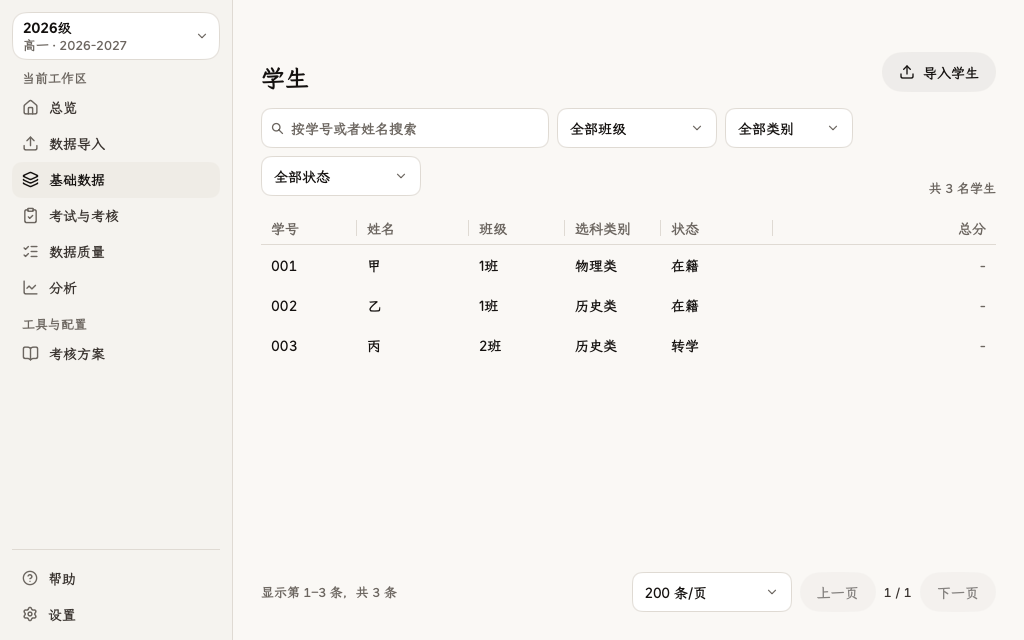 2026级
高一 · 2026-2027
当前工作区
总览
数据导入
基础数据
考试与考核
数据质量
分析
工具与配置
考核方案
帮助
设置
学生
导入学生
按学号或者姓名搜索
全部班级
全部类别
全部状态
共 3 名学生
学号 姓名 班级 选科类别 状态 总分
001 甲 1班 物理类 在籍 -
002 乙 1班 历史类 在籍 -
003 丙 2班 历史类 转学 -
显示第 1–3 条，共 3 条
200 条/页
上一页
1 / 1
下一页